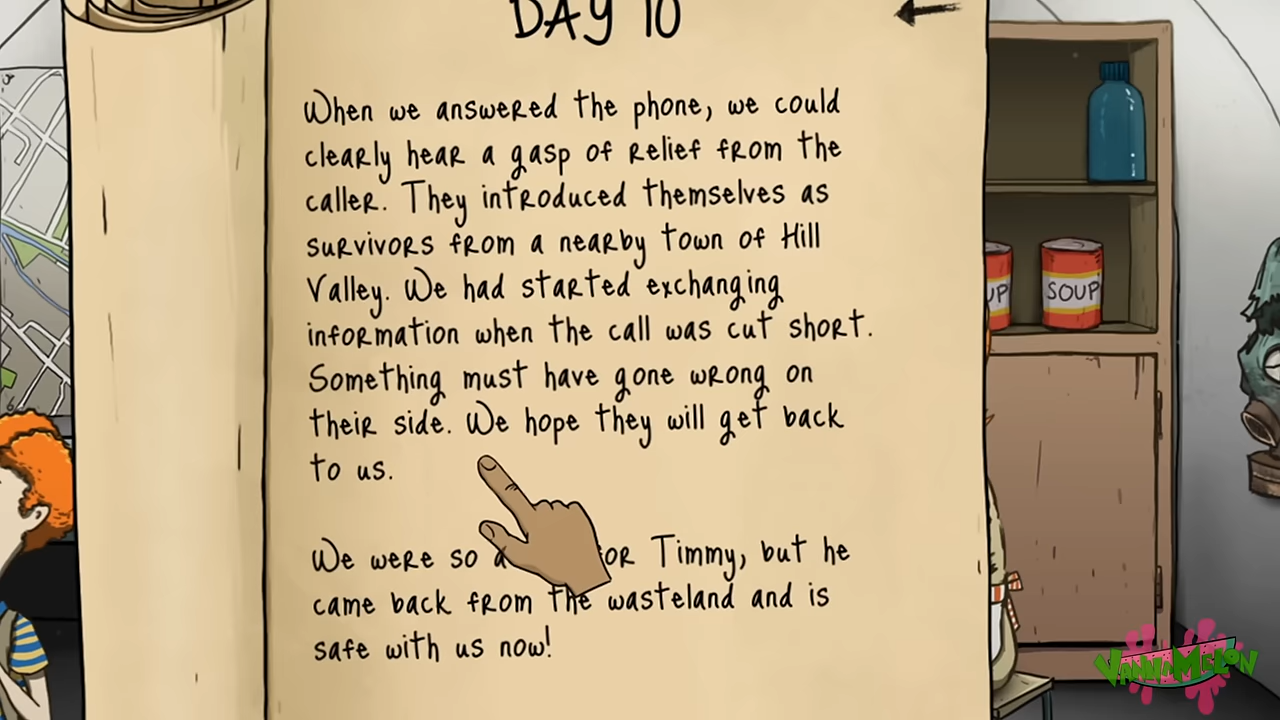 DAY 10
When we answered the phone, we could
clearly hear a gasp of relief from the
caller. They introduced themselves as
survivors from a nearby town of Hill
Valley. We had started exchanging
information when the call was cut short.
Something must have gone wrong on
their side. We hope they will get back
to us.
We were so Timmy, but he
came back from the wasteland and is
safe with us now!
SOUP
VANNAMELON